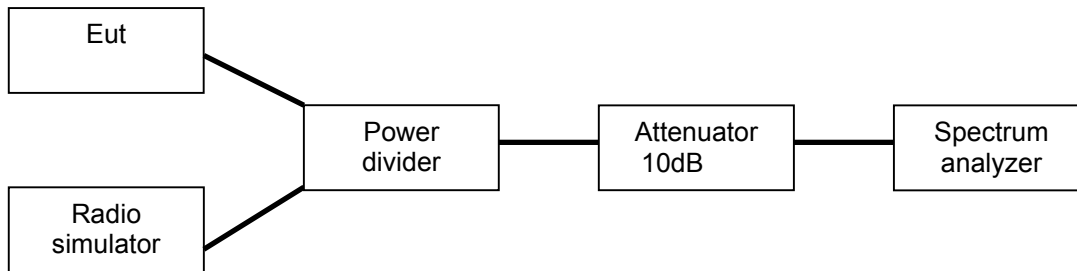 Eut
Power
divider
Attenuator
10dB
Spectrum
analyzer
Radio
simulator